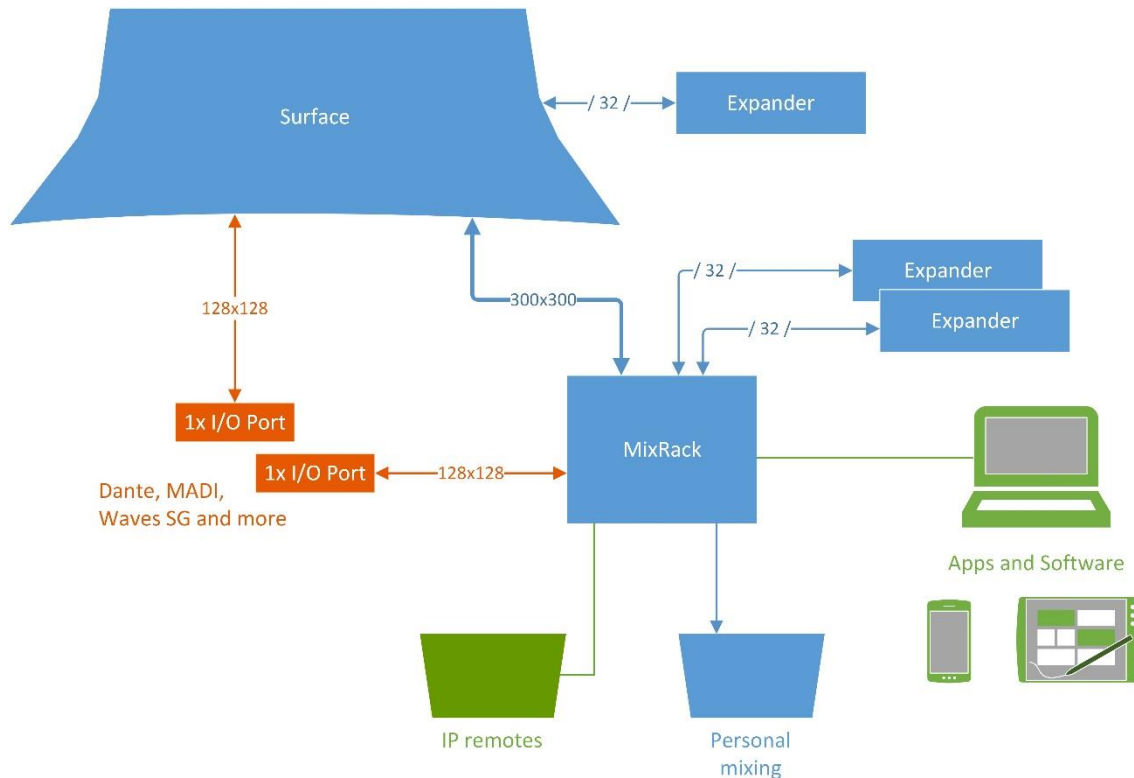 Surface
/ 32 /
Expander
/ 32 /
Expander
128x128
300x300
/ 32 /
Expander
1x I/O Port
MixRack
1x I/O Port
128x128
Dante, MADI,
Waves SG and more
Apps and Software
IP remotes
Personal
mixing